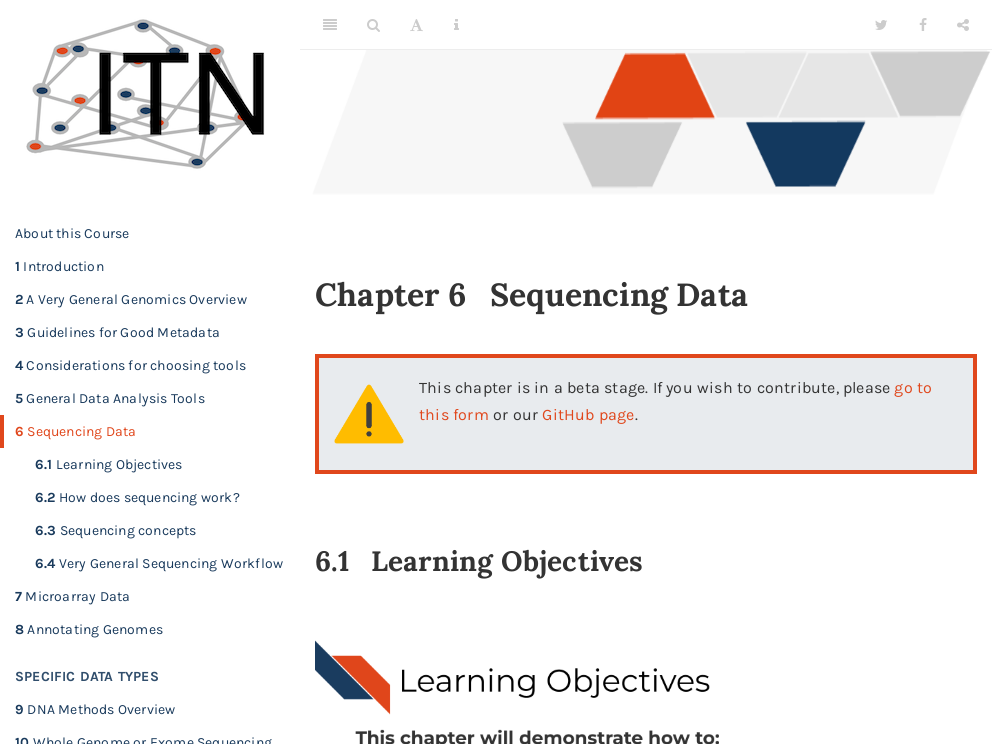 ITN
About this Course
1 Introduction
2 A Very General Genomics Overview
3 Guidelines for Good Metadata
4 Considerations for choosing tools
5 General Data Analysis Tools
6 Sequencing Data
6.1 Learning Objectives
6.2 How does sequencing work?
6.3 Sequencing concepts
6.4 Very General Sequencing Workflow
7 Microarray Data
8 Annotating Genomes
SPECIFIC DATA TYPES
9 DNA Methods Overview
10 Whole Genome or Exome Sequencing
Chapter 6 Sequencing Data
This chapter is in a beta stage. If you wish to contribute, please go to
this form or our GitHub page.
6.1 Learning Objectives
Learning Objectives
This chapter will demonstrate how to: